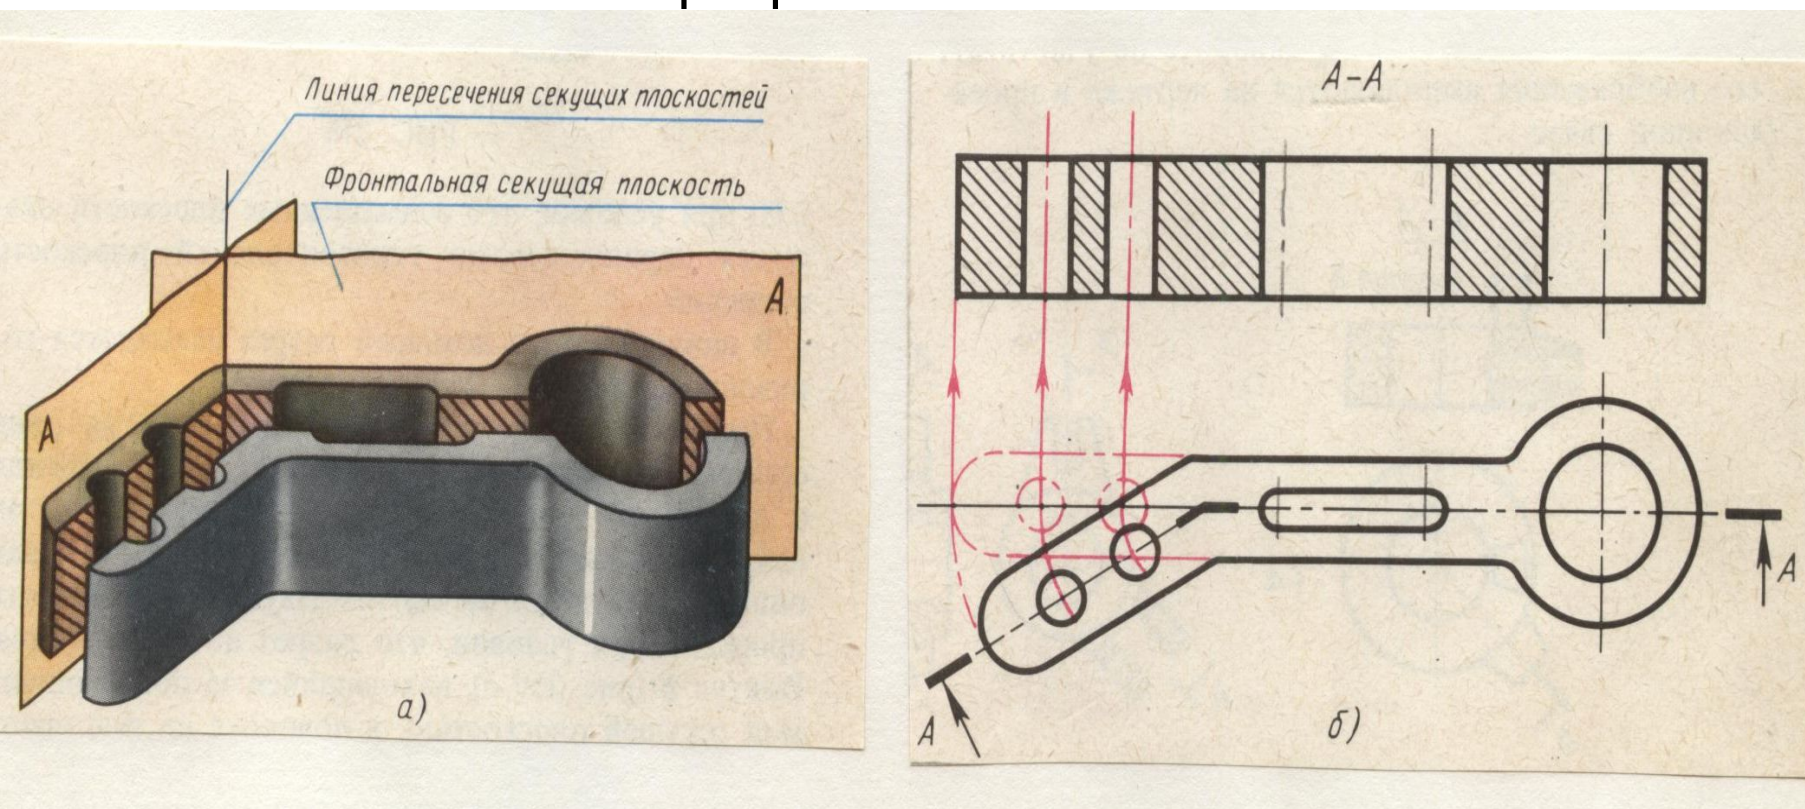 Линия пересечения секущих плоскостей
Фронтальная секущая плоскость
А
А
а)
А-А
А
А
б)